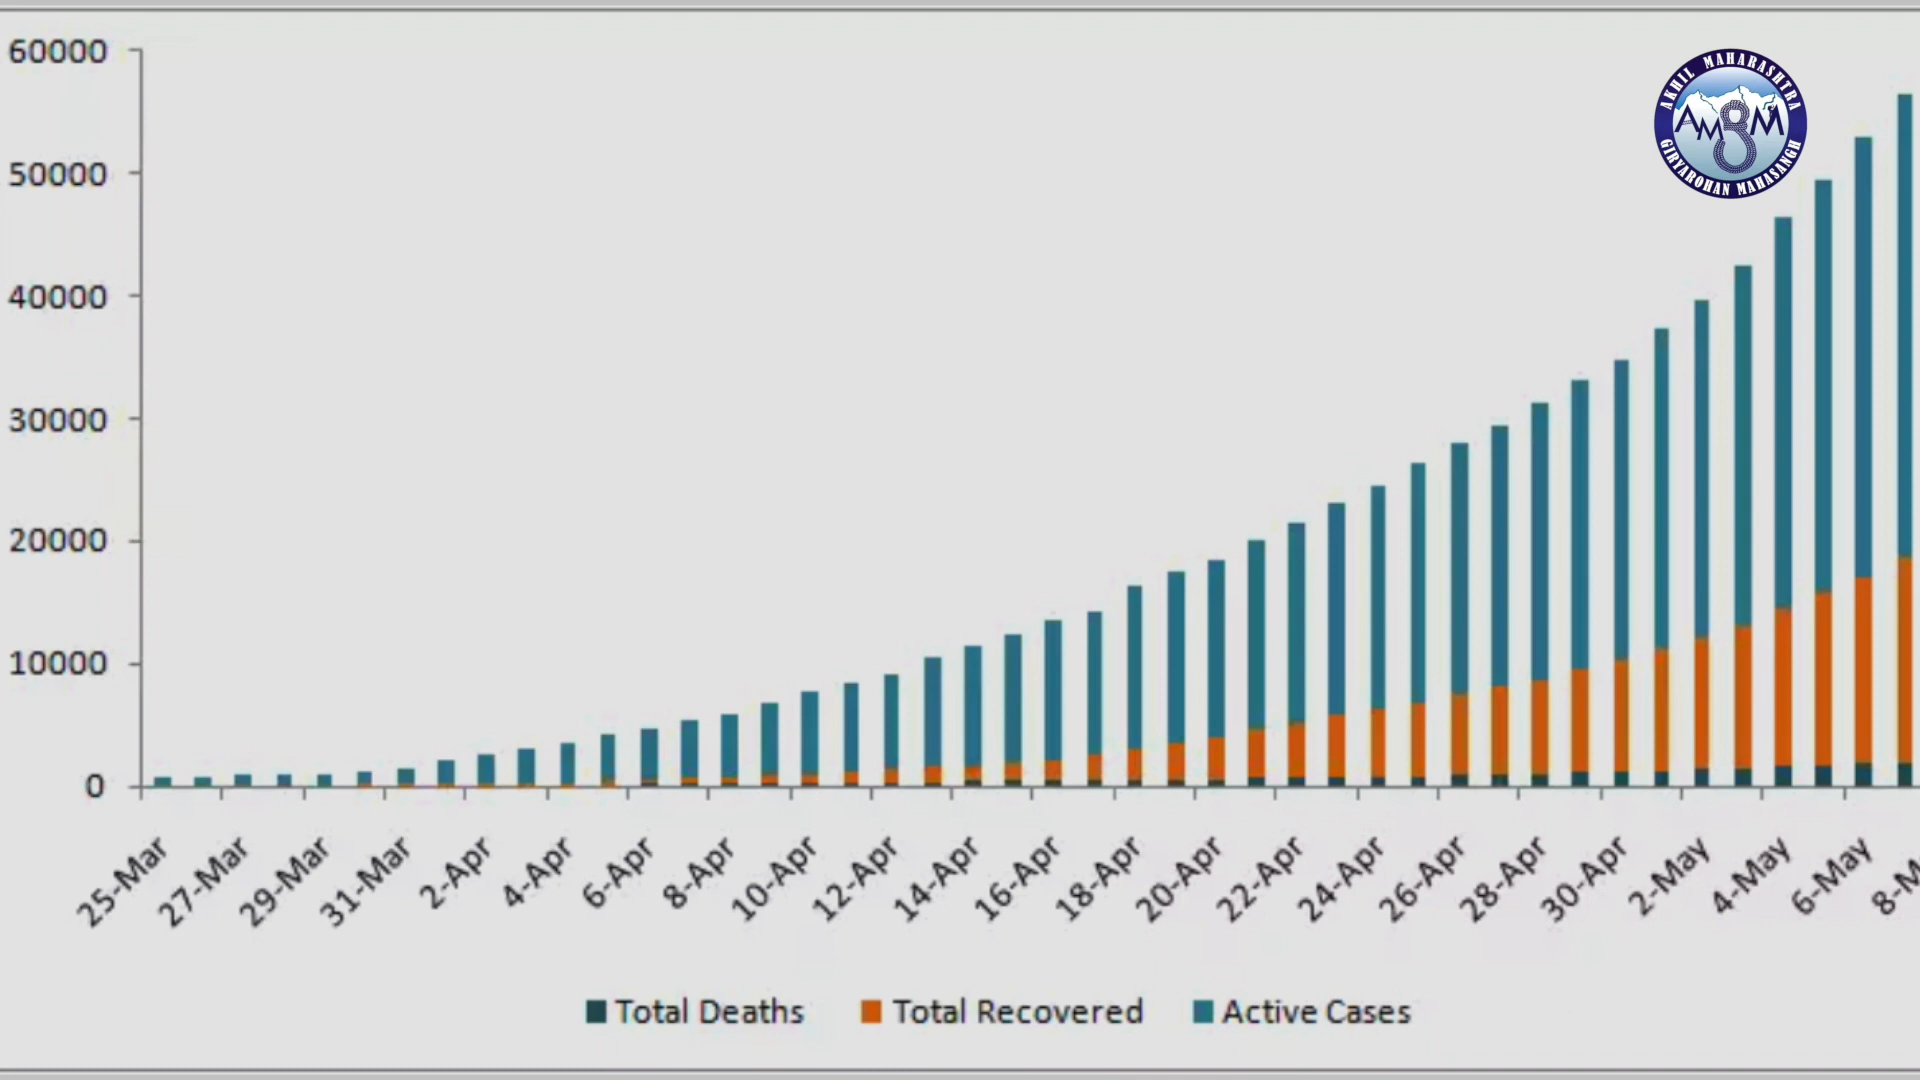 60000
50000
40000
30000
20000
10000
0
25-Mar
27-Mar
29-Mar
31-Mar
2-Apr
4-Apr
6-Apr
8-Apr
10-Apr
12-Apr
14-Apr
16-Apr
18-Apr
20-Apr
22-Apr
24-Apr
26-Apr
28-Apr
30-Apr
2-May
4-May
6-May
8-M
Total Deaths
Total Recovered
Active Cases
AKHIL MAHARASHTRA
AMGM
GIRYAROHAN MAHASANGH